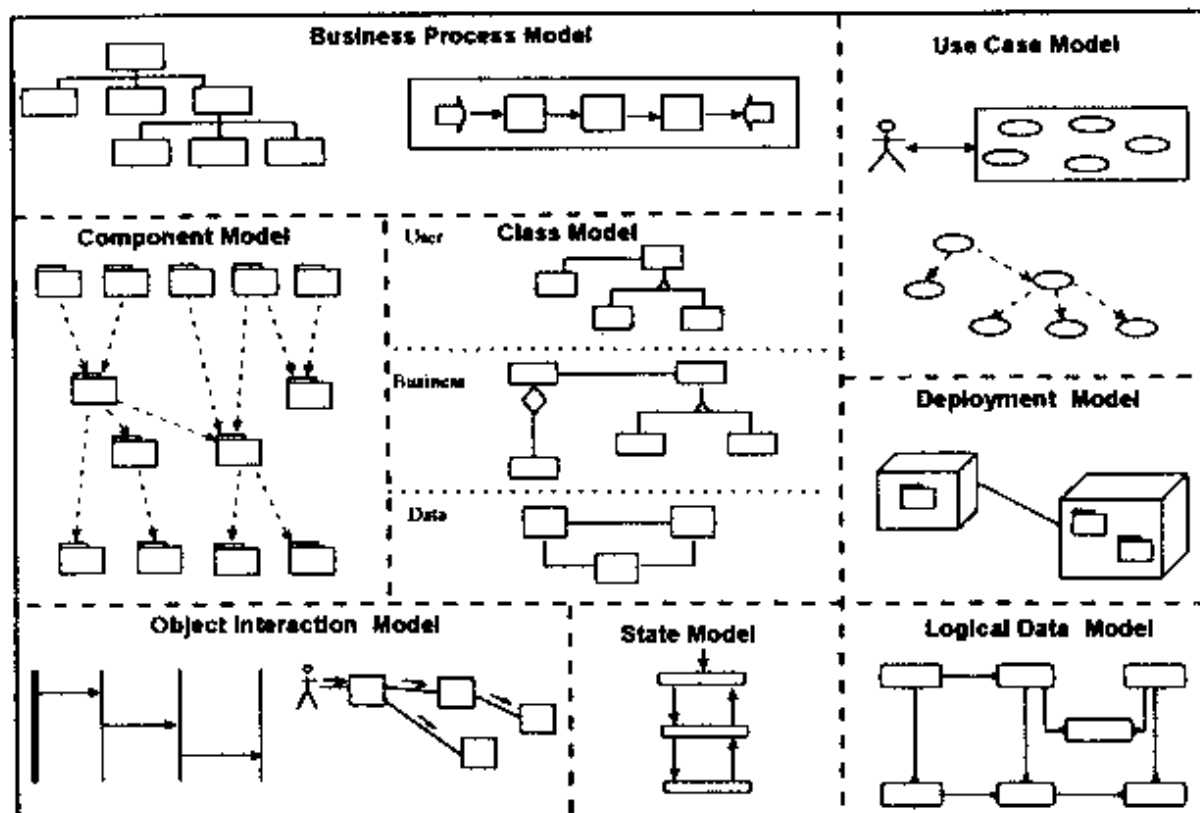 Business Process Model
Use Case Model
Component Model
User
Class Model
Business
Deployment Model
Data
Object Interaction Model
State Model
Logical Data Model